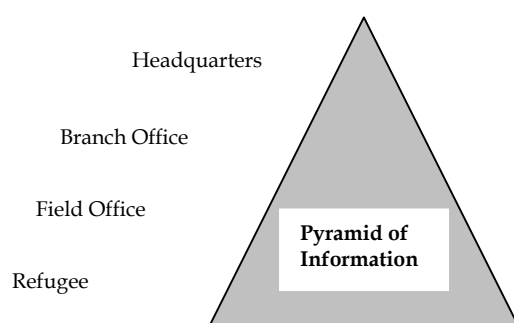 Headquarters
Branch Office
Field Office
Pyramid of
Information
Refugee